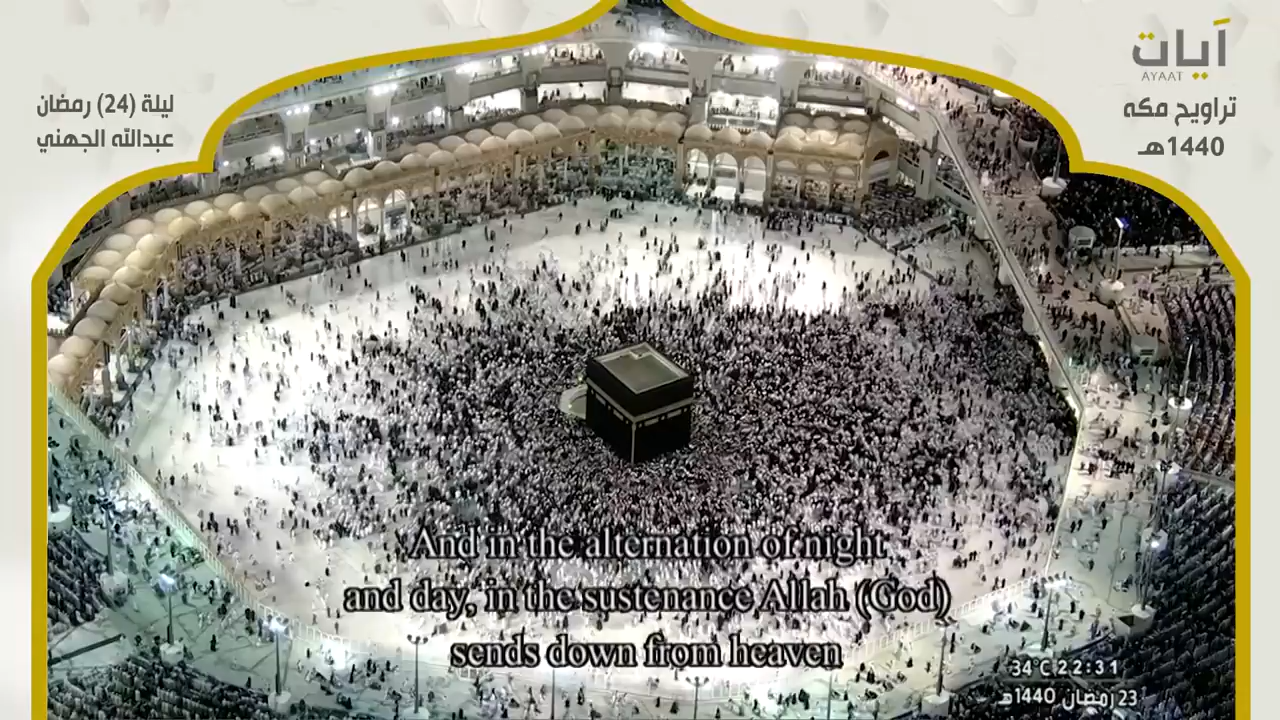 آيات
AYAAT
تراويح مكه
1440هـ
ليلة (24) رمضان
عبدالله الجهني
And in the alternation of night
and day, in the sustenance Allah (God)
sends down from heaven
34°C 22:31
23 رمضان 1440هـ